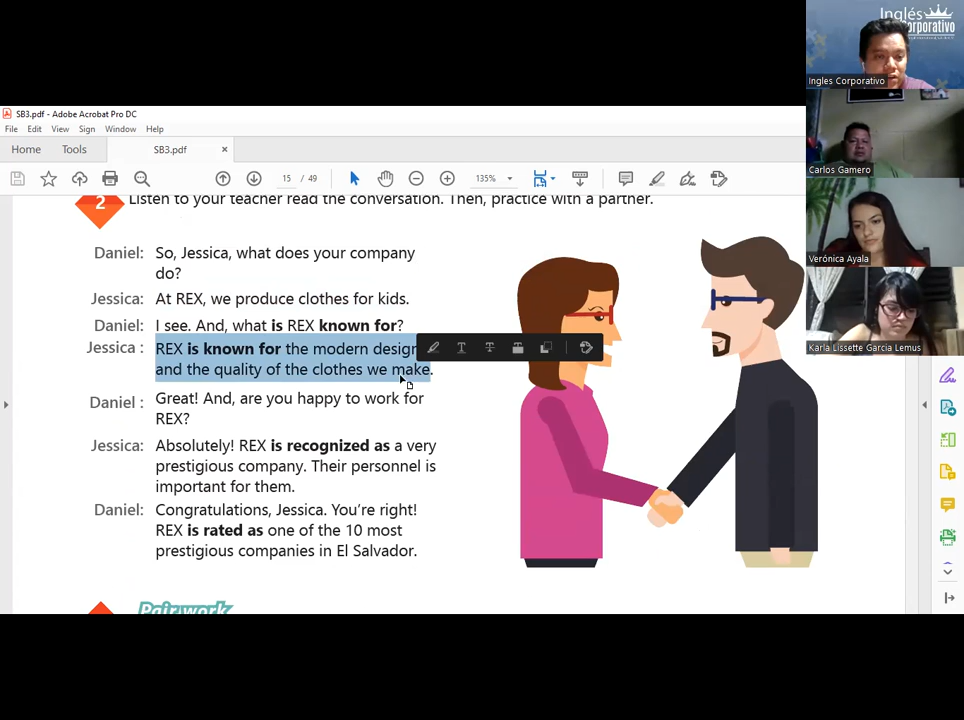 Inglés
Corporativo
Ingles Corporativo
SB3.pdf - Adobe Acrobat Pro DC
File Edit View Sign Window Help
Home Tools SB3.pdf ×
15 / 49 135%
2 Listen to your teacher read the conversation. Then, practice with a partner.
Carlos Gamero
Verónica Ayala
Karla Lissette Garcia Lemus
Daniel: So, Jessica, what does your company
do?
Jessica: At REX, we produce clothes for kids.
Daniel: I see. And, what is REX known for?
Jessica : REX is known for the modern design
and the quality of the clothes we make.
Daniel : Great! And, are you happy to work for
REX?
Jessica: Absolutely! REX is recognized as a very
prestigious company. Their personnel is
important for them.
Daniel: Congratulations, Jessica. You're right!
REX is rated as one of the 10 most
prestigious companies in El Salvador.
Pair work